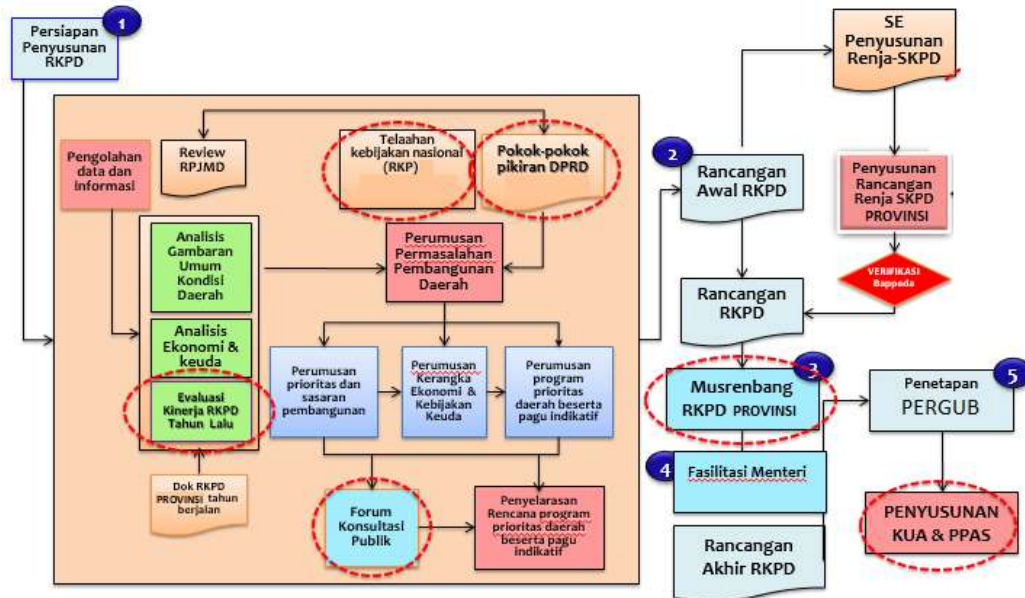 Persiapan
Penyusunan
RKPD
1
Pengolahan
data dan
informasi
Review
RPJMD
Telaahan
kebijakan nasional
(RKP)
Pokok-pokok
pikiran DPRD
Analisis
Gambaran
Umum
Kondisi
Daerah
Analisis
Ekonomi &
keuda
Evaluasi
Kinerja RKPD
Tahun Lalu
Dok RKPD
PROVINSI tahun
berjalan
Perumusan
Permasalahan
Pembangunan
Daerah
Perumusan
prioritas dan
sasaran
pembangunan
Perumusan
Kerangka
Ekonomi &
Kebijakan
Keuda
Perumusan
program
prioritas
daerah beserta
pagu indikatif
Forum
Konsultasi
Publik
Penyelarasan
Rencana program
prioritas daerah
beserta pagu
indikatif
2
Rancangan
Awal RKPD
SE
Penyusunan
Renja-SKPD
Penyusunan
Rancangan
Renja SKPD
PROVINSI
VERIFIKASI
Bappeda
Rancangan
RKPD
3
Musrenbang
RKPD PROVINSI
4
Fasilitasi Menteri
Rancangan
Akhir RKPD
5
Penetapan
PERGUB
PENYUSUNAN
KUA & PPAS